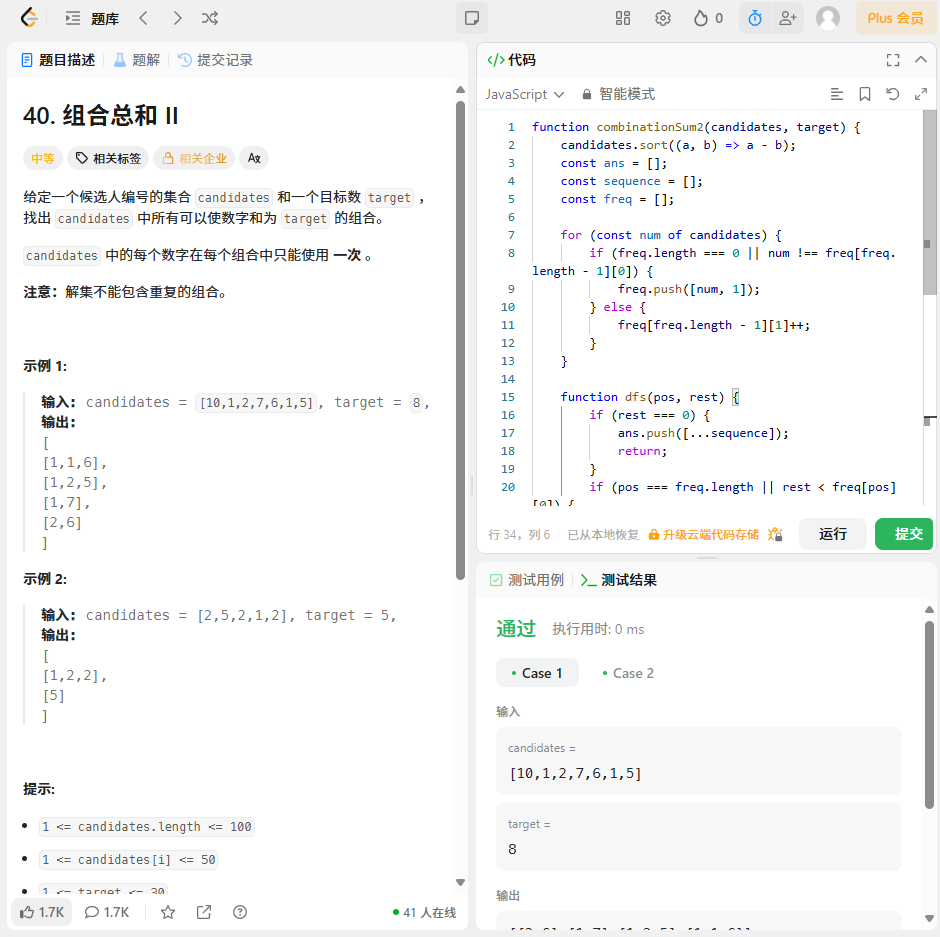 题库
0
Plus 会员
题目描述
题解
提交记录
40. 组合总和 II
中等
相关标签
相关企业
给定一个候选人编号的集合 candidates 和一个目标数 target ，
找出 candidates 中所有可以使数字和为 target 的组合。
candidates 中的每个数字在每个组合中只能使用 一次 。
注意：解集不能包含重复的组合。
示例 1:
输入: candidates = [10,1,2,7,6,1,5], target = 8,
输出:
[
[1,1,6],
[1,2,5],
[1,7],
[2,6]
]
示例 2:
输入: candidates = [2,5,2,1,2], target = 5,
输出:
[
[1,2,2],
[5]
]
提示:
1 <= candidates.length <= 100
1 <= candidates[i] <= 50
1 <= target <= 30
1.7K
1.7K
41 人在线
代码
JavaScript
智能模式
1 function combinationSum2(candidates, target) {
2 candidates.sort((a, b) => a - b);
3 const ans = [];
4 const sequence = [];
5 const freq = [];
6
7 for (const num of candidates) {
8 if (freq.length === 0 || num !== freq[freq.
length - 1][0]) {
9 freq.push([num, 1]);
10 } else {
11 freq[freq.length - 1][1]++;
12 }
13 }
14
15 function dfs(pos, rest) {
16 if (rest === 0) {
17 ans.push([...sequence]);
18 return;
19 }
20 if (pos === freq.length || rest < freq[pos]
[0]) {
行 34，列 6
已从本地恢复
升级云端代码存储
运行
提交
测试用例
测试结果
通过
执行用时: 0 ms
Case 1
Case 2
输入
candidates =
[10,1,2,7,6,1,5]
target =
8
输出
[[2,6],[1,7],[1,2,5],[1,1,6]]